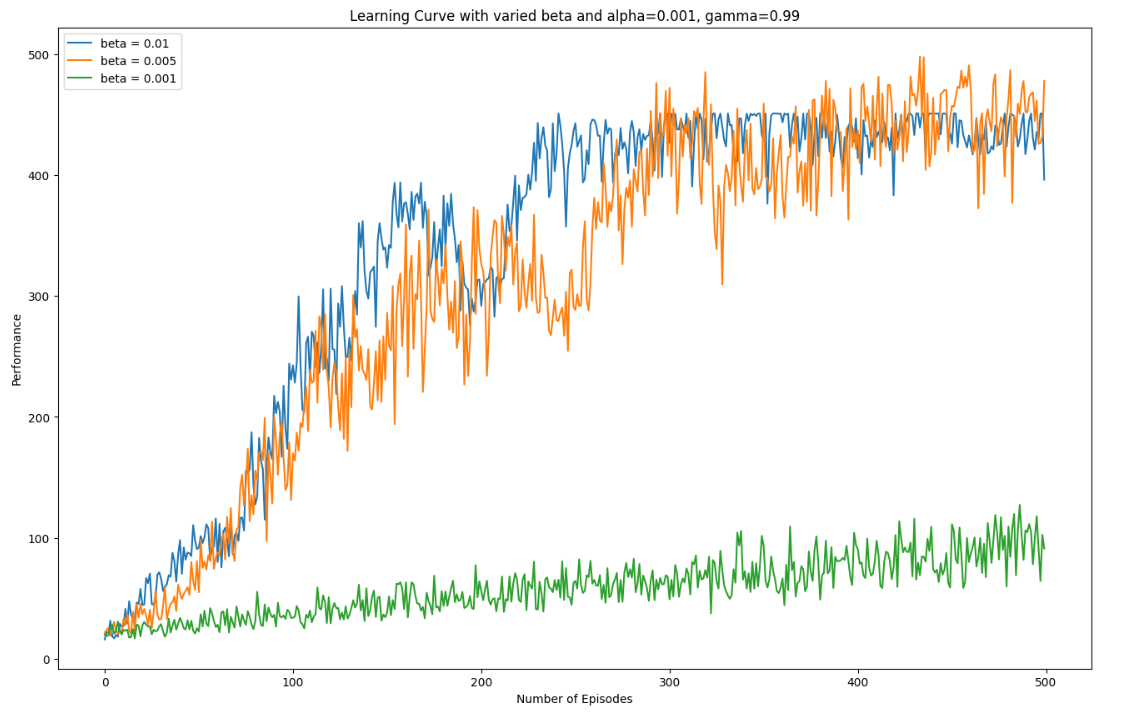 Learning Curve with varied beta and alpha=0.001, gamma=0.99
beta = 0.01
beta = 0.005
beta = 0.001
500
400
300
200
100
0
Performance
0 100 200 300 400 500
Number of Episodes